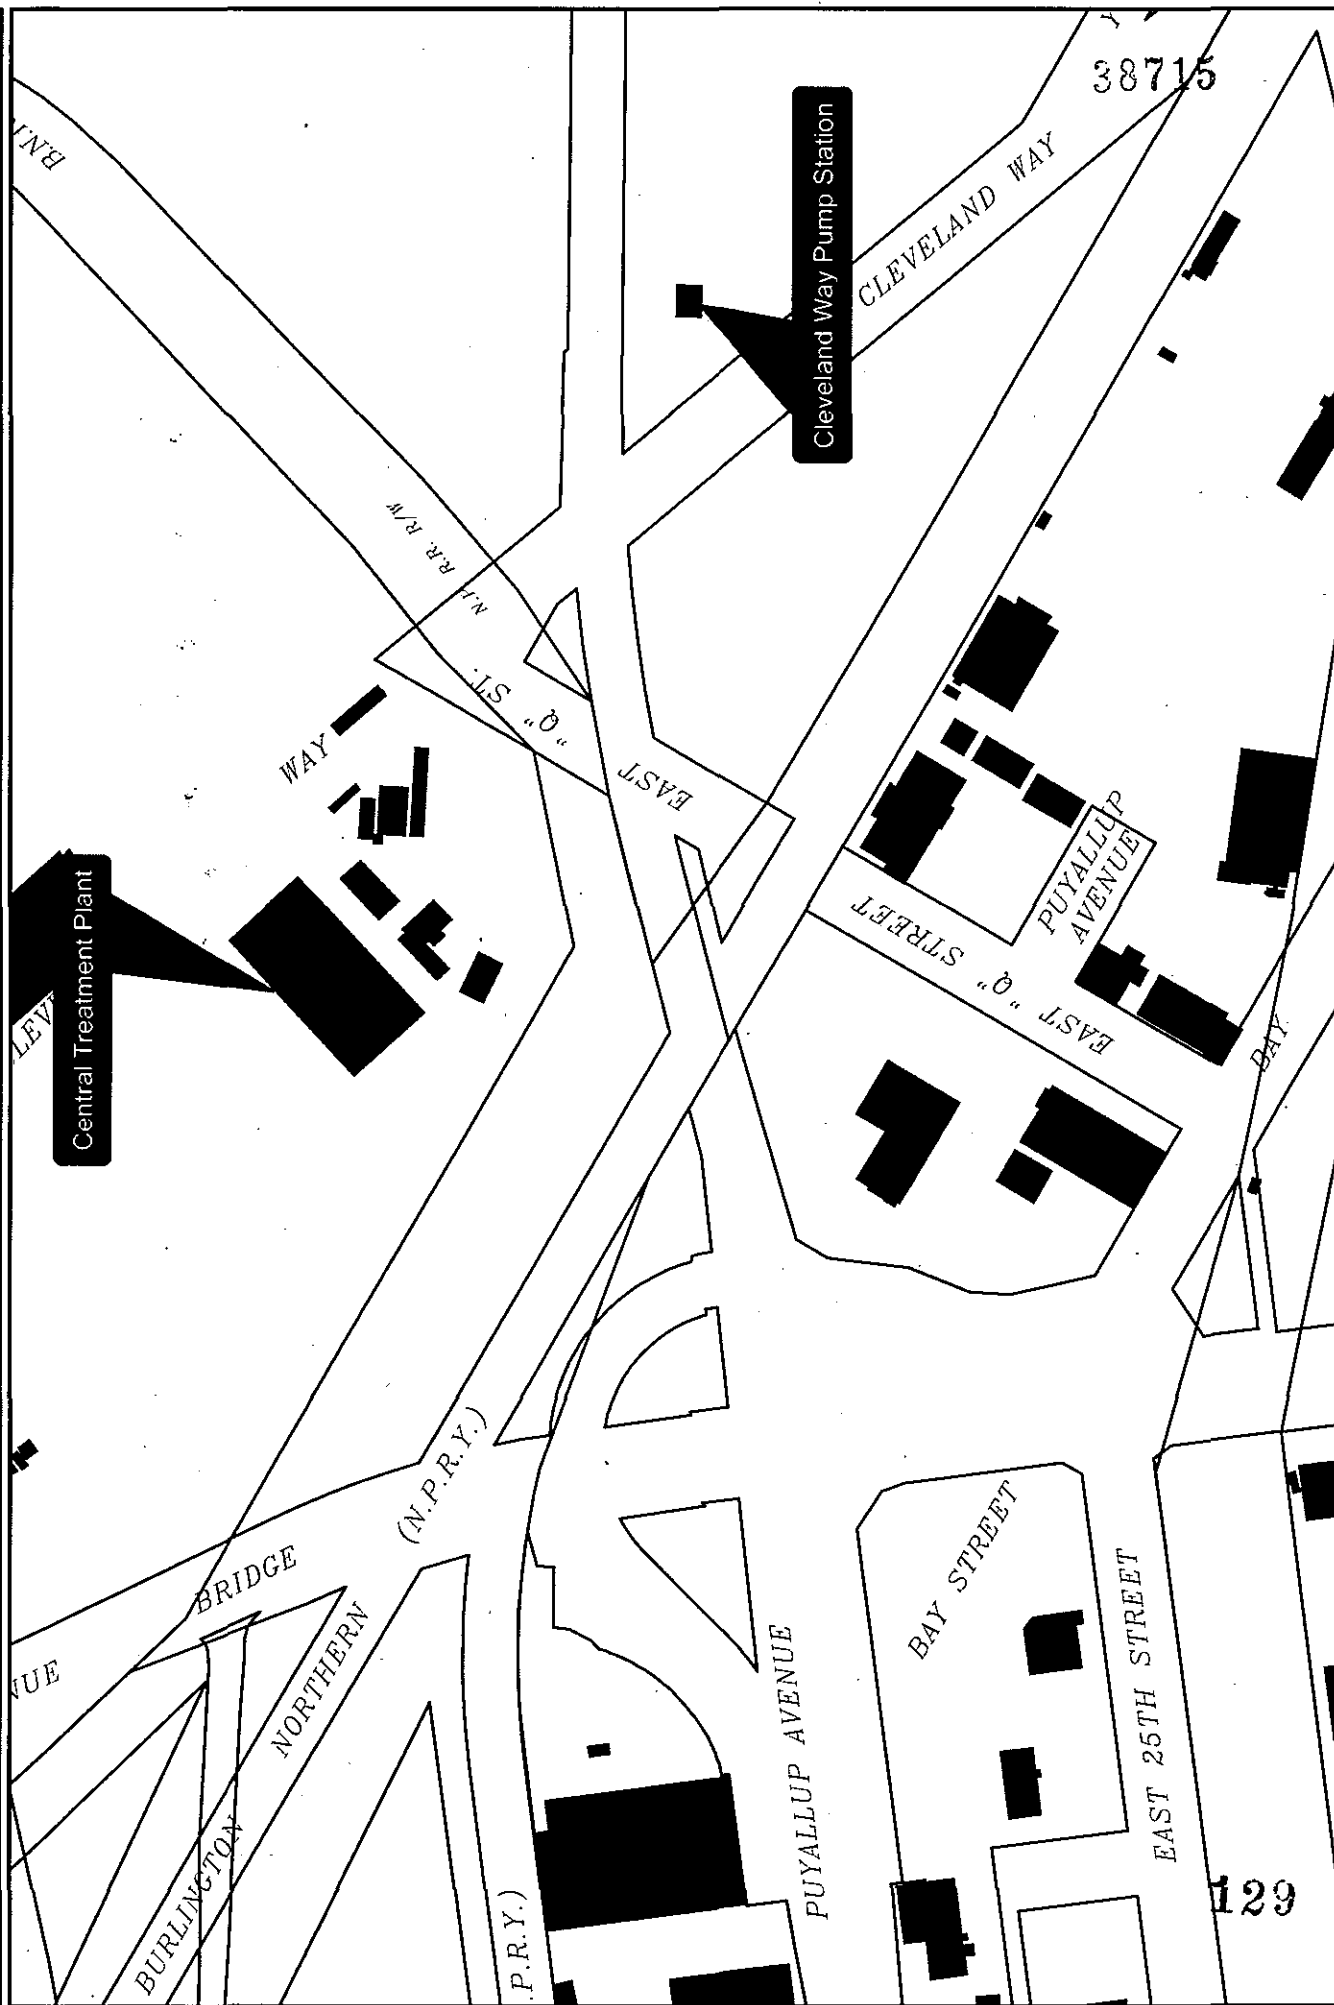 38715
Cleveland Way Pump Station
CLEVELAND WAY
R.R. R/W
EAST "Q" ST.
WAY
Central Treatment Plant
PUYALLUP
AVENUE
EAST "Q" STREET
BAY
(N.P.R.Y.)
BRIDGE
BURLINGTON NORTHERN
BAY STREET
PUYALLUP AVENUE
EAST 25TH STREET
129